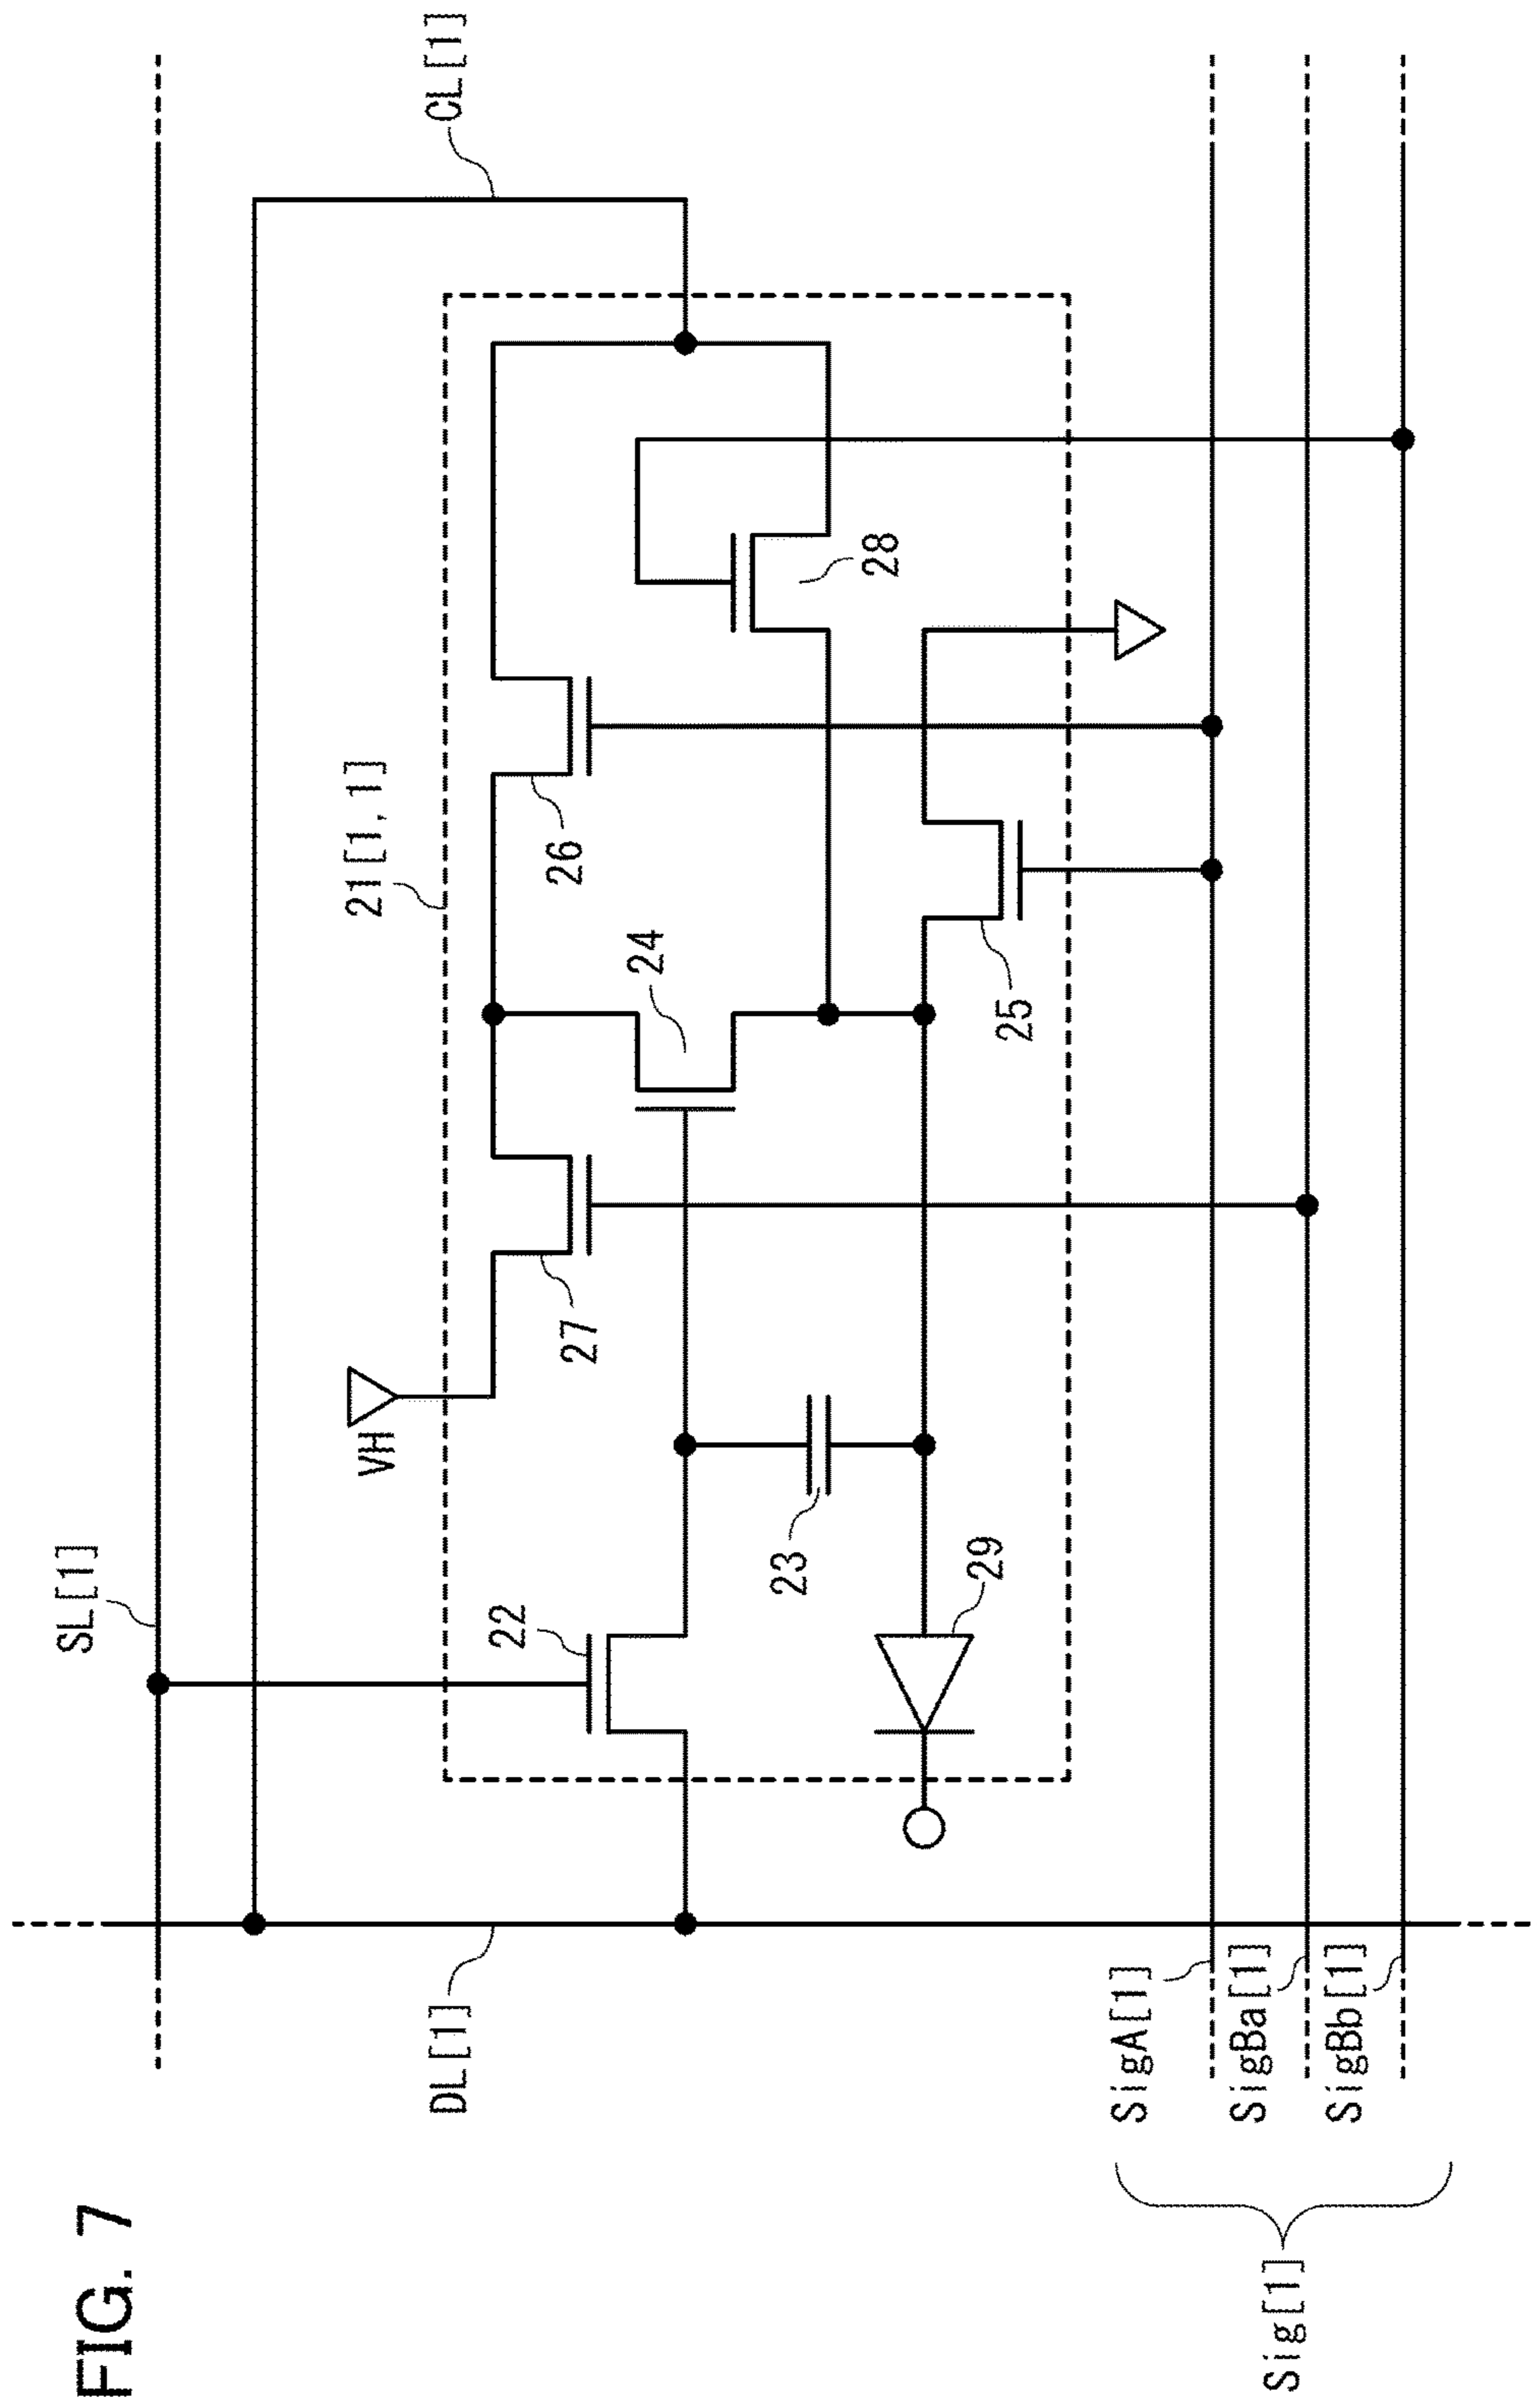 FIG. 7
SL[1]
CL[1]
DL[1]
VH
21[1,1]
22
27
24
26
23
28
29
25
SigA[1]
SigBa[1]
SigBb[1]
Sig[1]